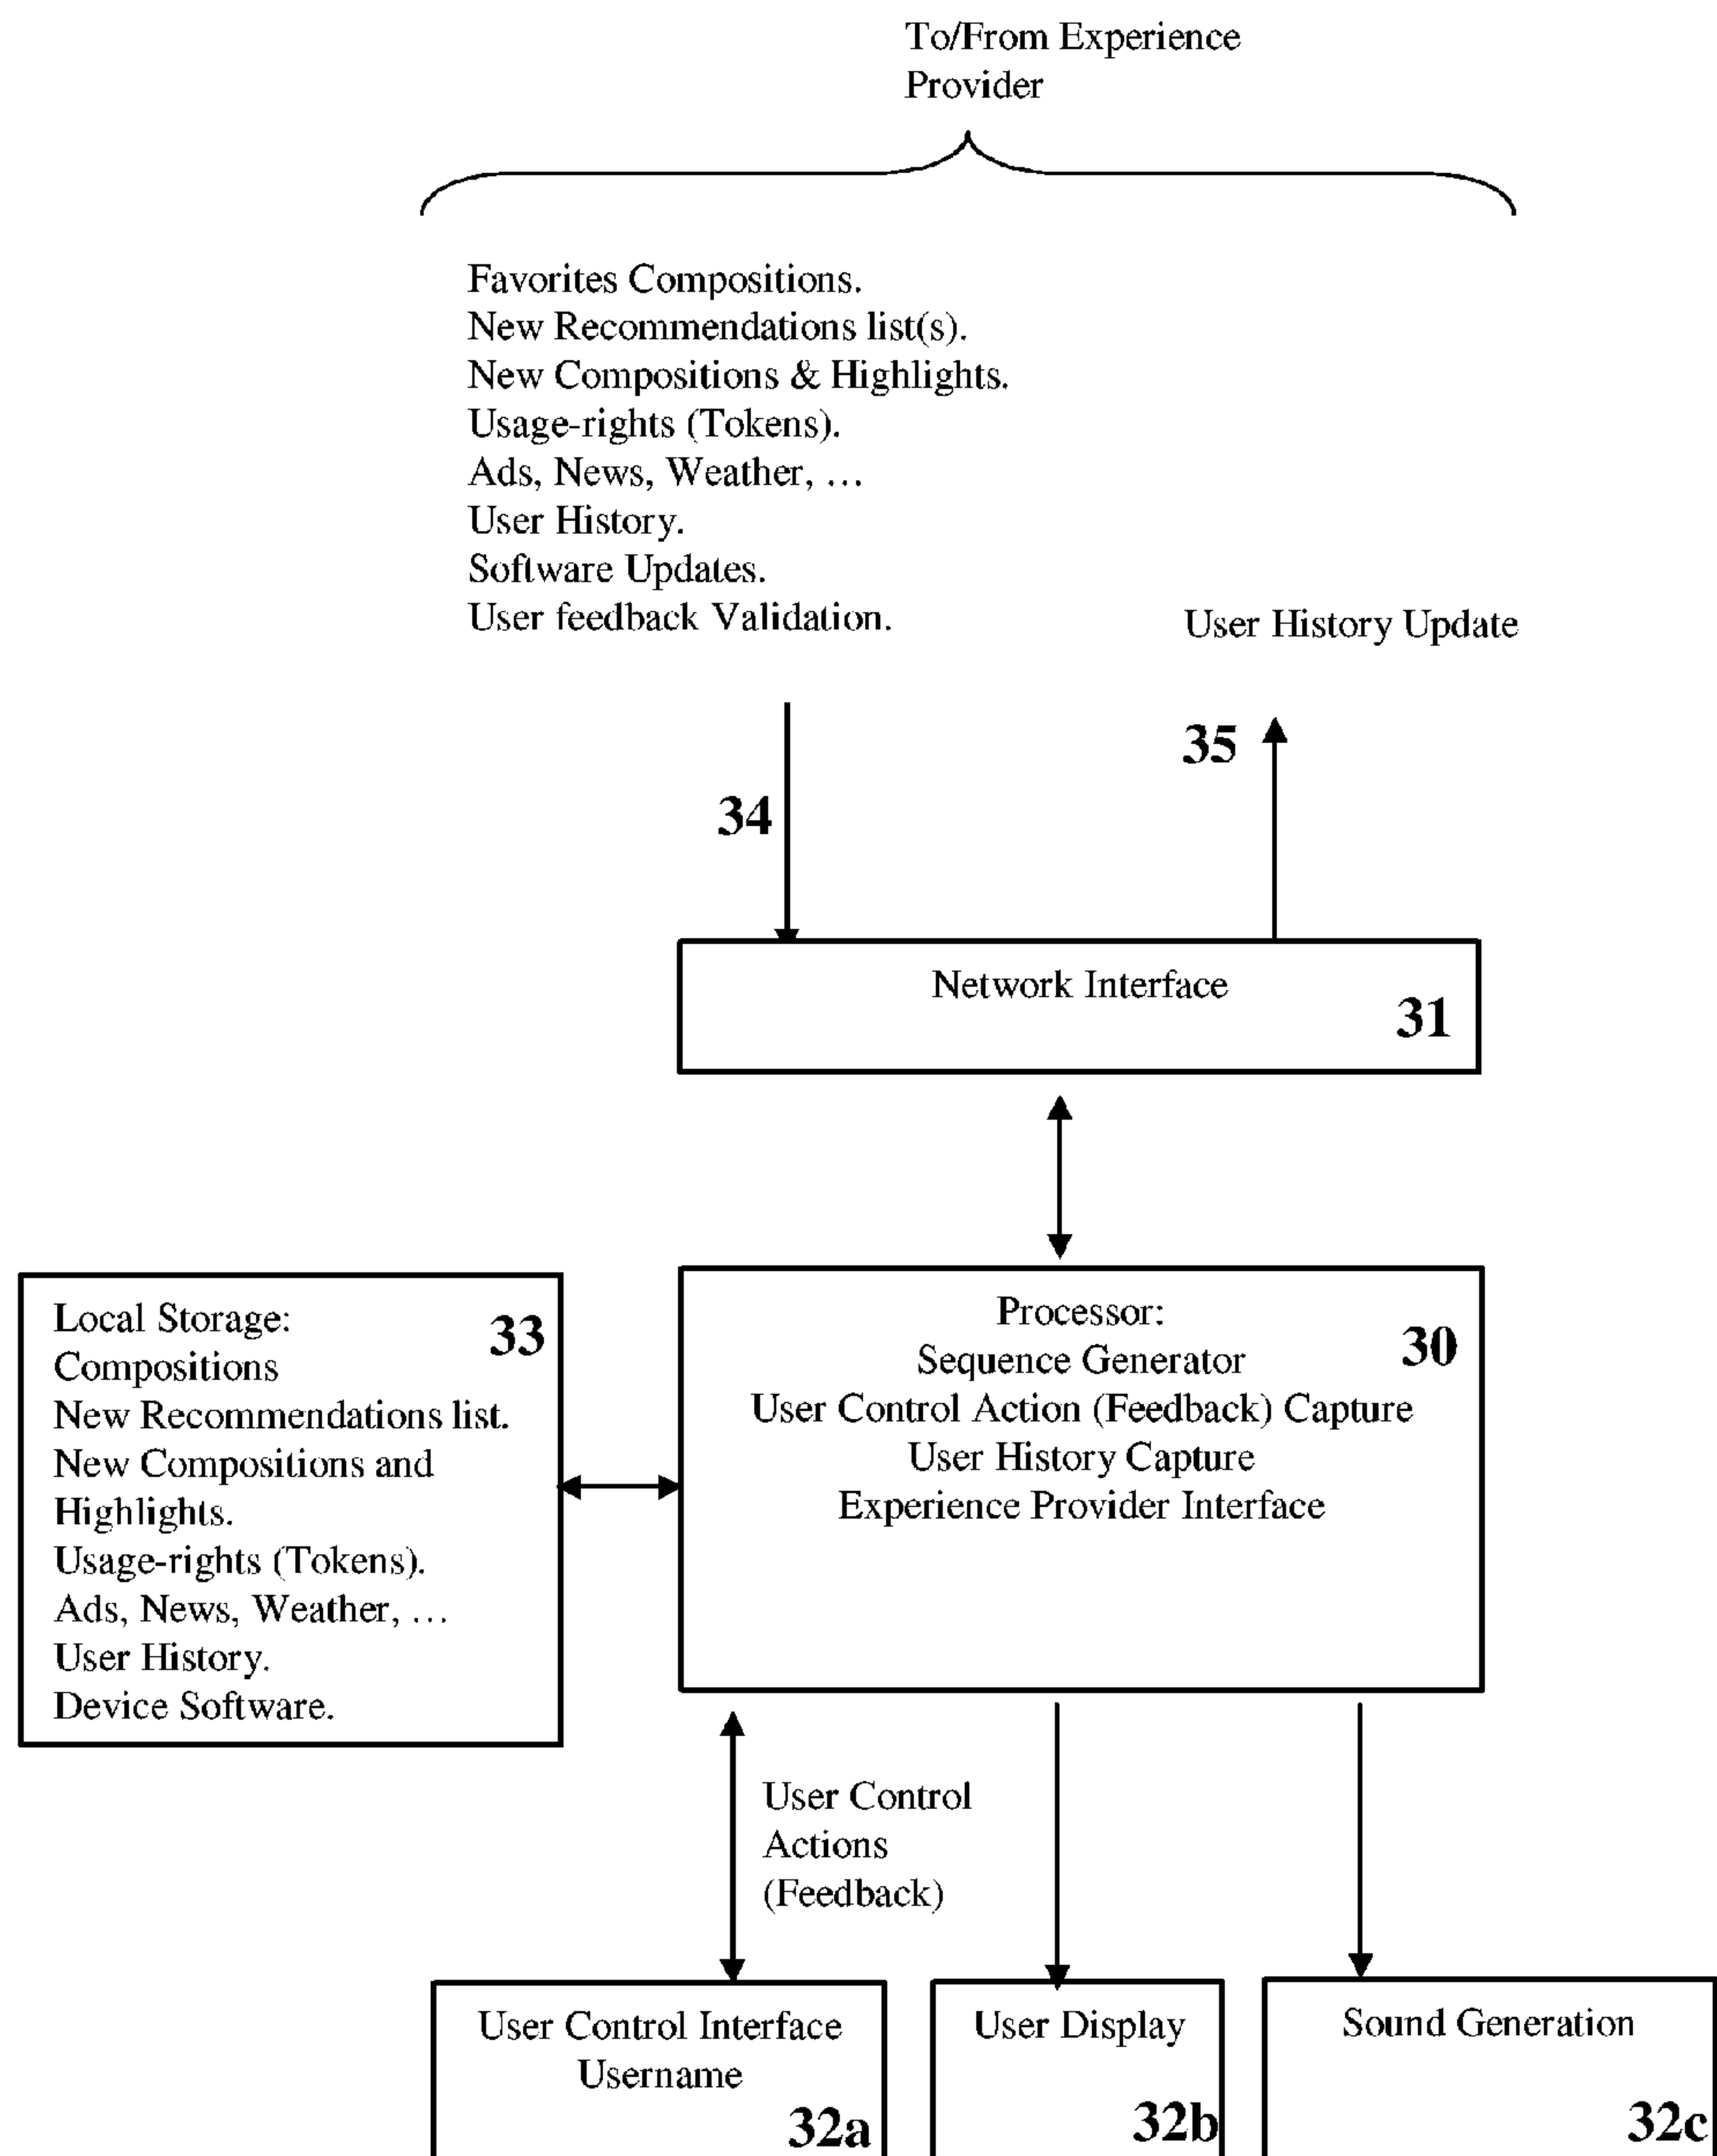 To/From Experience
Provider
Favorites Compositions.
New Recommendations list(s).
New Compositions & Highlights.
Usage-rights (Tokens).
Ads, News, Weather, …
User History.
Software Updates.
User feedback Validation.
User History Update
35
34
Network Interface
31
Local Storage:
33
Compositions
New Recommendations list.
New Compositions and
Highlights.
Usage-rights (Tokens).
Ads, News, Weather, …
User History.
Device Software.
Processor:
30
Sequence Generator
User Control Action (Feedback) Capture
User History Capture
Experience Provider Interface
User Control
Actions
(Feedback)
User Control Interface
Username
32a
User Display
32b
Sound Generation
32c